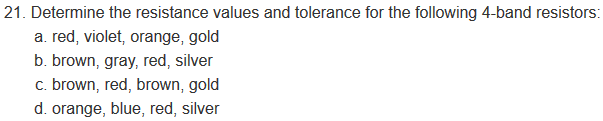 21. Determine the resistance values and tolerance for the following 4-band resistors:
a. red, violet, orange, gold
b. brown, gray, red, silver
c. brown, red, brown, gold
d. orange, blue, red, silver